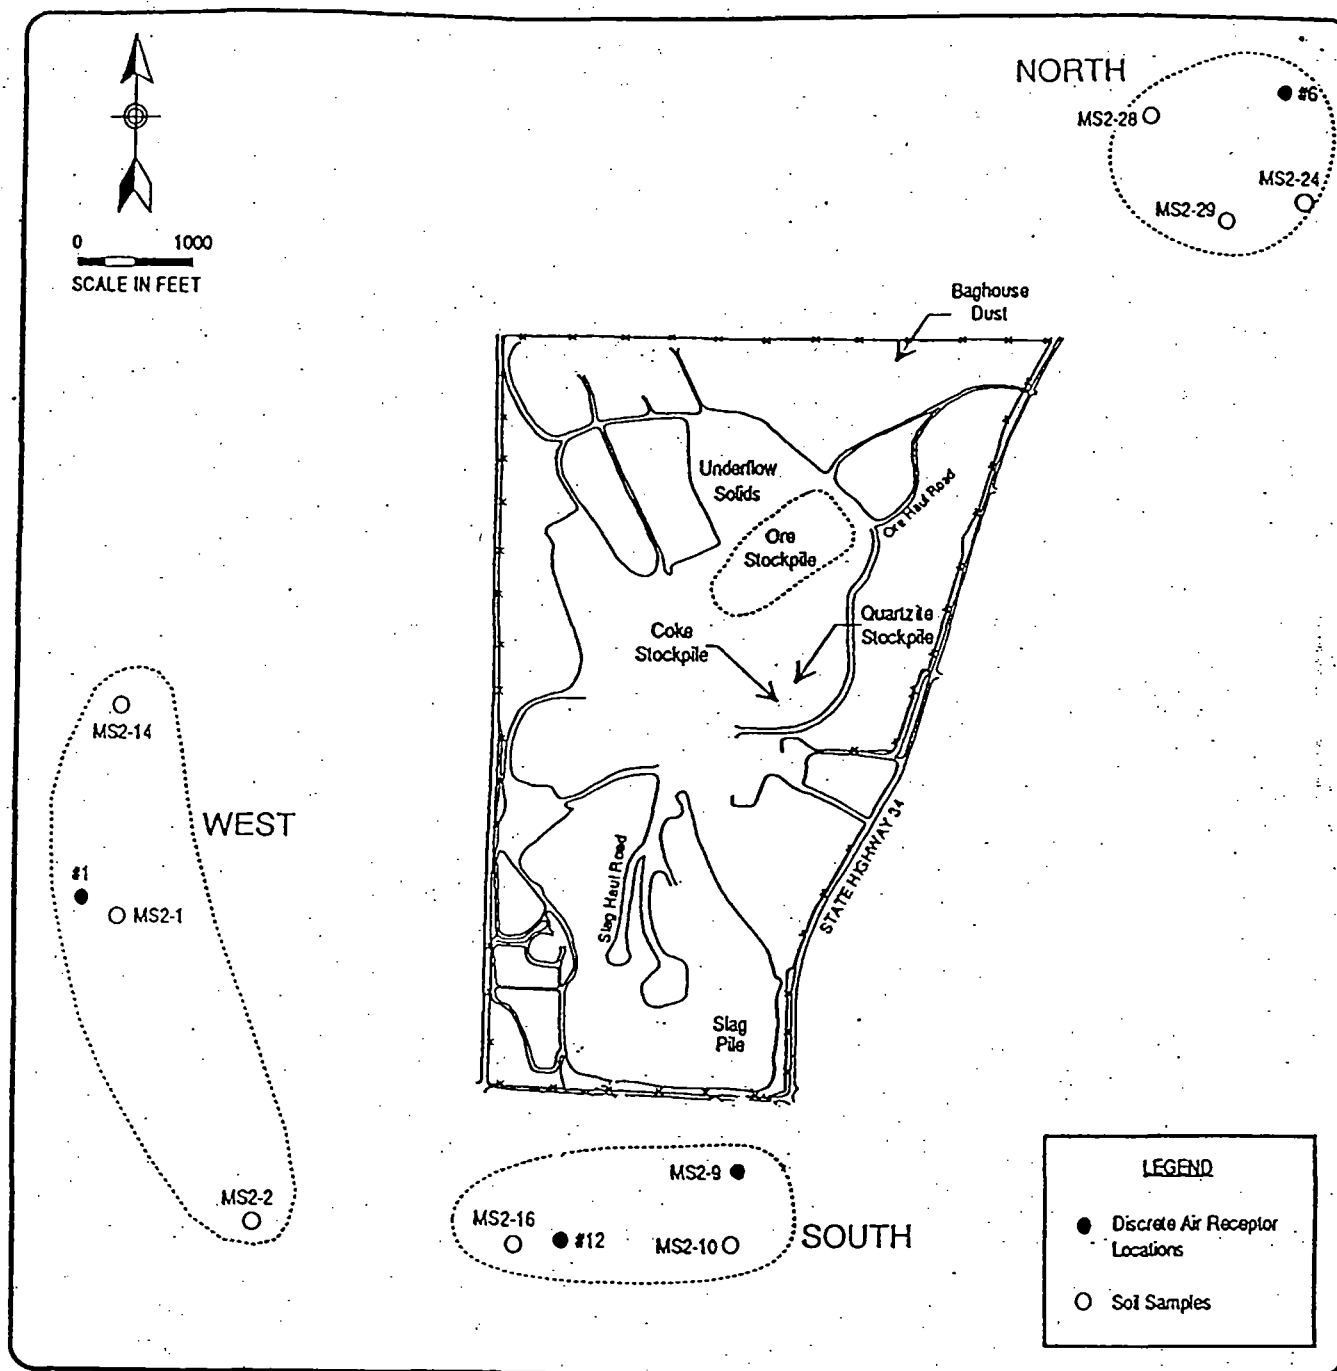 NORTH
#6
MS2-28
MS2-24
MS2-29
0 1000
SCALE IN FEET
Baghouse
Dust
Underflow
Solids
Ore Haul Road
Ore
Stockpile
Quartzite
Stockpile
Coke
Stockpile
MS2-14
WEST
#1
MS2-1
Slag Haul Road
STATE HIGHWAY 34
Slag
Pile
MS2-2
MS2-9
MS2-16
#12
MS2-10
SOUTH
LEGEND
Discrete Air Receptor
Locations
Soil Samples